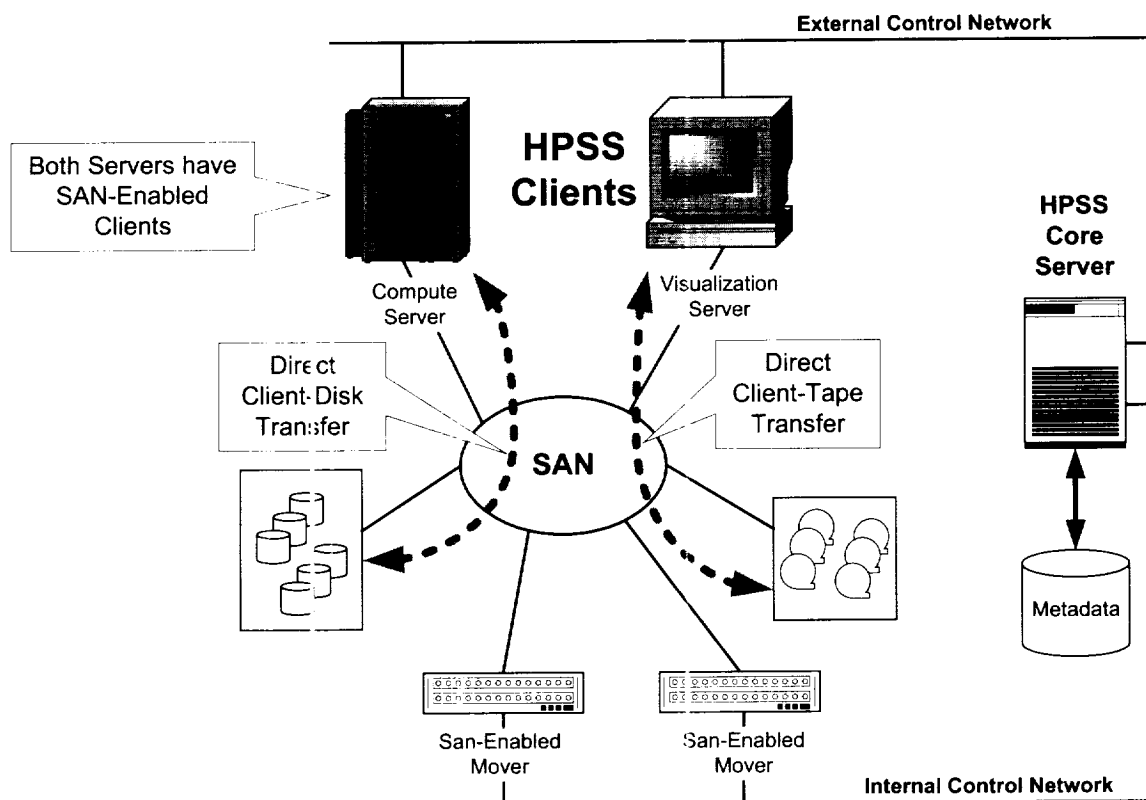 External Control Network
HPSS
Clients
Both Servers have
SAN-Enabled
Clients
HPSS
Core
Server
Compute
Server
Visualization
Server
Direct
Client-Disk
Transfer
Direct
Client-Tape
Transfer
SAN
Metadata
San-Enabled
Mover
San-Enabled
Mover
Internal Control Network